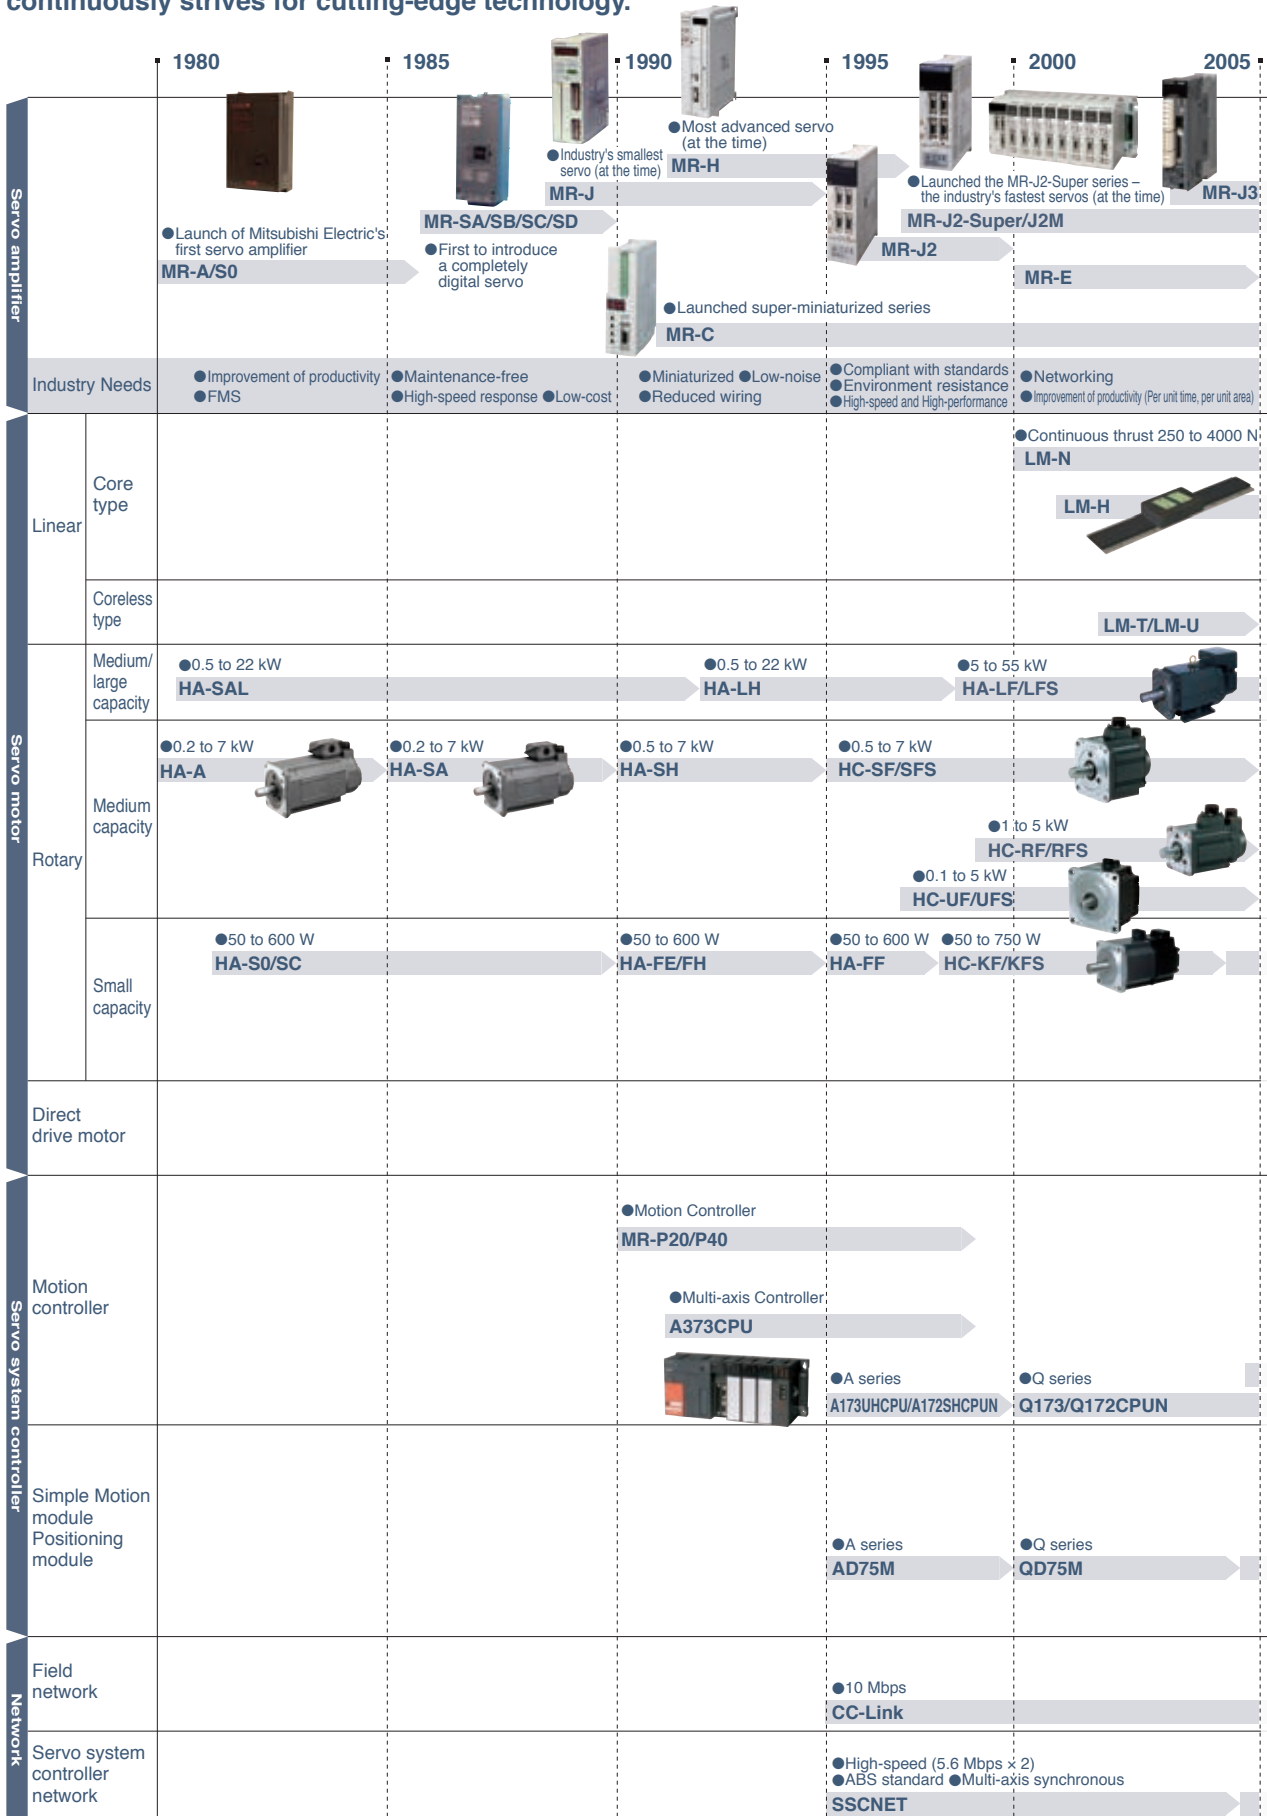 continuously strives for cutting-edge technology.
1980
1985
1990
1995
2000
2005
Servo amplifier
●Launch of Mitsubishi Electric's
first servo amplifier
MR-A/S0
MR-SA/SB/SC/SD
●First to introduce
a completely
digital servo
●Industry's smallest
servo (at the time)
MR-J
●Most advanced servo
(at the time)
MR-H
●Launched super-miniaturized series
MR-C
MR-J2
●Launched the MR-J2-Super series –
the industry's fastest servos (at the time)
MR-J2-Super/J2M
MR-E
MR-J3
Industry Needs
●Improvement of productivity
●FMS
●Maintenance-free
●High-speed response ●Low-cost
●Miniaturized ●Low-noise
●Reduced wiring
●Compliant with standards
●Environment resistance
●High-speed and High-performance
●Networking
●Improvement of productivity (Per unit time, per unit area)
Servo motor
Linear
Core
type
●Continuous thrust 250 to 4000 N
LM-N
LM-H
Coreless
type
LM-T/LM-U
Rotary
Medium/
large
capacity
●0.5 to 22 kW
HA-SAL
●0.5 to 22 kW
HA-LH
●5 to 55 kW
HA-LF/LFS
Medium
capacity
●0.2 to 7 kW
HA-A
●0.2 to 7 kW
HA-SA
●0.5 to 7 kW
HA-SH
●0.5 to 7 kW
HC-SF/SFS
●1 to 5 kW
HC-RF/RFS
●0.1 to 5 kW
HC-UF/UFS
Small
capacity
●50 to 600 W
HA-S0/SC
●50 to 600 W
HA-FE/FH
●50 to 600 W
HA-FF
●50 to 750 W
HC-KF/KFS
Direct
drive motor
Servo system controller
Motion
controller
●Motion Controller
MR-P20/P40
●Multi-axis Controller
A373CPU
●A series
A173UHCPU/A172SHCPUN
●Q series
Q173/Q172CPUN
Simple Motion
module
Positioning
module
●A series
AD75M
●Q series
QD75M
Network
Field
network
●10 Mbps
CC-Link
Servo system
controller
network
●High-speed (5.6 Mbps × 2)
●ABS standard ●Multi-axis synchronous
SSCNET